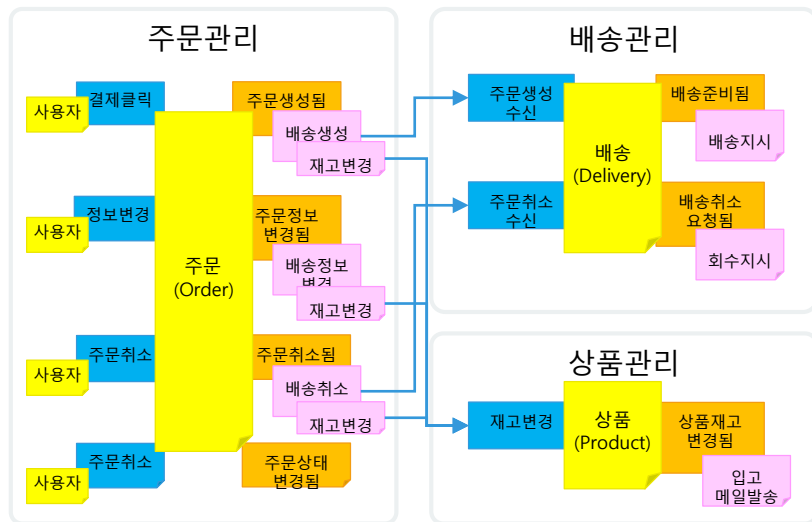 주문관리
사용자
결제클릭
주문생성됨
배송생성
재고변경
사용자
정보변경
주문정보
변경됨
배송정보
변경
재고변경
주문
(Order)
사용자
주문취소
주문취소됨
배송취소
재고변경
사용자
주문취소
주문상태
변경됨
배송관리
주문생성
수신
배송준비됨
배송지시
배송
(Delivery)
주문취소
수신
배송취소
요청됨
회수지시
상품관리
재고변경
상품
(Product)
상품재고
변경됨
입고
메일발송